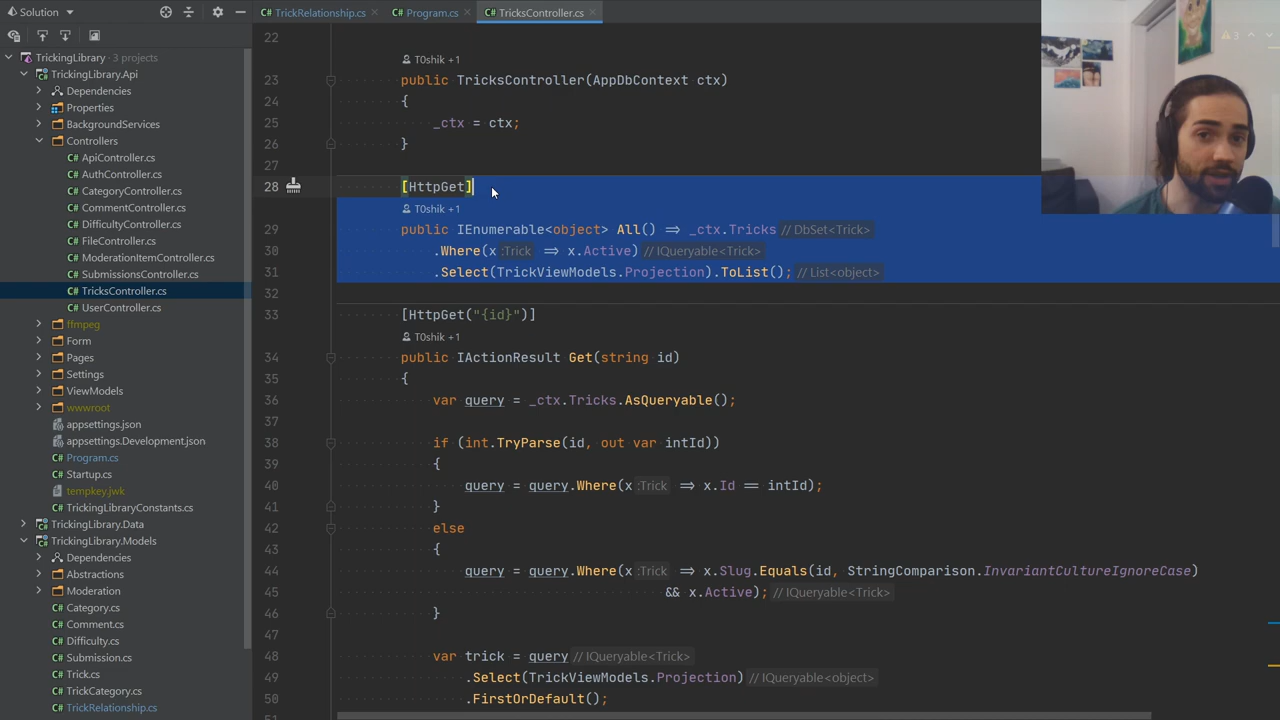 Solution
TrickRelationship.cs
Program.cs
TricksController.cs
TrickingLibrary · 3 projects
TrickingLibrary.Api
Dependencies
Properties
BackgroundServices
Controllers
C# ApiController.cs
C# AuthController.cs
C# CategoryController.cs
C# CommentController.cs
C# DifficultyController.cs
C# FileController.cs
C# ModerationItemController.cs
C# SubmissionsController.cs
C# TricksController.cs
C# UserController.cs
ffmpeg
Form
Pages
Settings
ViewModels
wwwroot
appsettings.json
appsettings.Development.json
C# Program.cs
C# Startup.cs
tempkey.jwk
C# TrickingLibraryConstants.cs
TrickingLibrary.Data
TrickingLibrary.Models
Dependencies
Abstractions
Moderation
C# Category.cs
C# Comment.cs
C# Difficulty.cs
C# Submission.cs
C# Trick.cs
C# TrickCategory.cs
C# TrickRelationship.cs
3
22
T0shik +1
23 public TricksController(AppDbContext ctx)
24 {
25 _ctx = ctx;
26 }
27
28 [HttpGet]
T0shik +1
29 public IEnumerable<object> All() => _ctx.Tricks // DbSet<Trick>
30 .Where(x :Trick => x.Active) // IQueryable<Trick>
31 .Select(TrickViewModels.Projection).ToList(); // List<object>
32
33 [HttpGet("{id}")]
T0shik +1
34 public IActionResult Get(string id)
35 {
36 var query = _ctx.Tricks.AsQueryable();
37
38 if (int.TryParse(id, out var intId))
39 {
40 query = query.Where(x :Trick => x.Id == intId);
41 }
42 else
43 {
44 query = query.Where(x :Trick => x.Slug.Equals(id, StringComparison.InvariantCultureIgnoreCase)
45 && x.Active); // IQueryable<Trick>
46 }
47
48 var trick = query // IQueryable<Trick>
49 .Select(TrickViewModels.Projection) // IQueryable<object>
50 .FirstOrDefault();